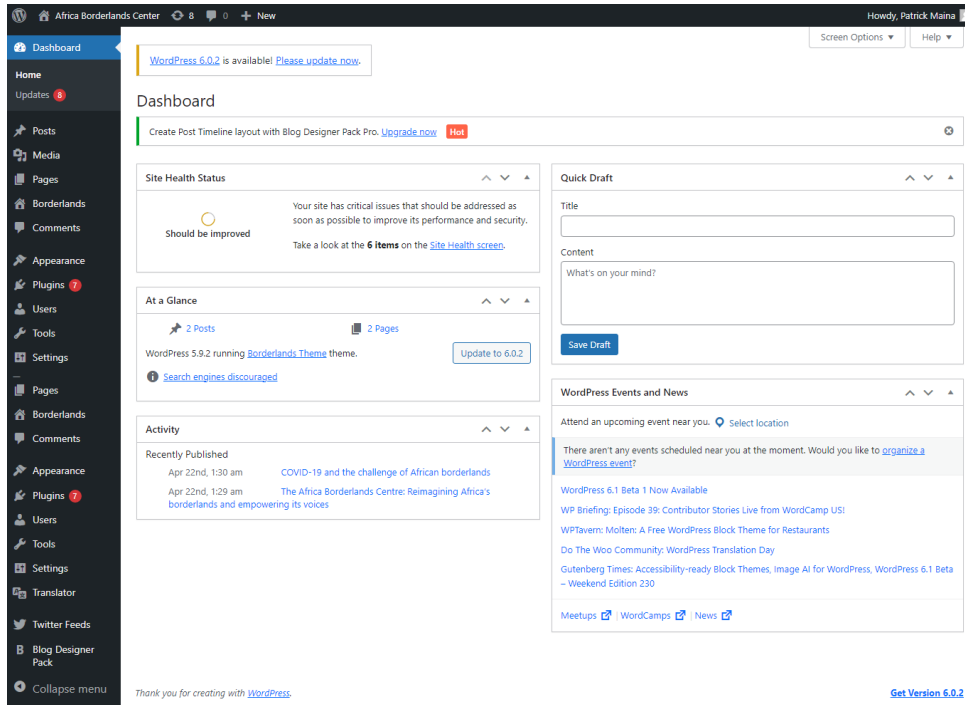 Africa Borderlands Center 8 0 + New
Howdy, Patrick Maina
Screen Options ▼ Help ▼
Dashboard
Home
Updates 8
Posts
Media
Pages
Borderlands
Comments
Appearance
Plugins 7
Users
Tools
Settings
Pages
Borderlands
Comments
Appearance
Plugins 7
Users
Tools
Settings
Translator
Twitter Feeds
Blog Designer
Pack
Collapse menu
WordPress 6.0.2 is available! Please update now.
Dashboard
Create Post Timeline layout with Blog Designer Pack Pro. Upgrade now Hot
Site Health Status
Should be improved
Your site has critical issues that should be addressed as
soon as possible to improve its performance and security.
Take a look at the 6 items on the Site Health screen.
At a Glance
2 Posts 2 Pages
WordPress 5.9.2 running Borderlands Theme theme.
Update to 6.0.2
Search engines discouraged
Activity
Recently Published
Apr 22nd, 1:30 am COVID-19 and the challenge of African borderlands
Apr 22nd, 1:29 am The Africa Borderlands Centre: Reimagining Africa's
borderlands and empowering its voices
Quick Draft
Title
Content
What's on your mind?
Save Draft
WordPress Events and News
Attend an upcoming event near you. Select location
There aren't any events scheduled near you at the moment. Would you like to organize a
WordPress event?
WordPress 6.1 Beta 1 Now Available
WP Briefing: Episode 39: Contributor Stories Live from WordCamp US!
WPTavern: Molten: A Free WordPress Block Theme for Restaurants
Do The Woo Community: WordPress Translation Day
Gutenberg Times: Accessibility-ready Block Themes, Image AI for WordPress, WordPress 6.1 Beta
– Weekend Edition 230
Meetups | WordCamps | News
Thank you for creating with WordPress.
Get Version 6.0.2